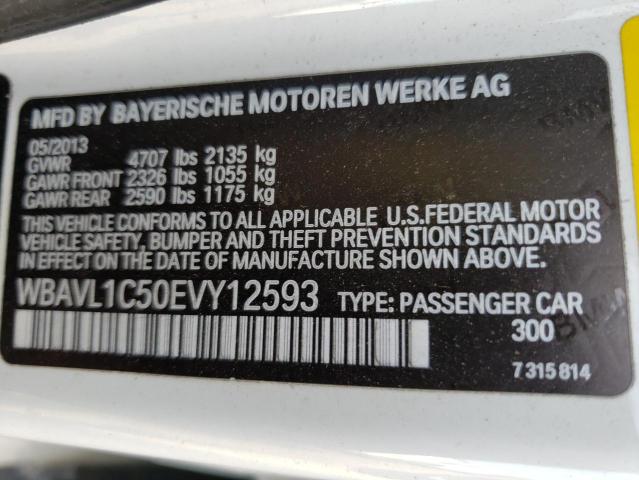 MFD BY BAYERISCHE MOTOREN WERKE AG
05/2013
GVWR 4707 lbs 2135 kg
GAWR FRONT 2326 lbs 1055 kg
GAWR REAR 2590 lbs 1175 kg
THIS VEHICLE CONFORMS TO ALL APPLICABLE U.S.FEDERAL MOTOR
VEHICLE SAFETY, BUMPER AND THEFT PREVENTION STANDARDS
IN EFFECT ON THE DATE OF MANUFACTURE SHOWN ABOVE.
WBAVL1C50EVY12593 TYPE: PASSENGER CAR
300
7 315 814